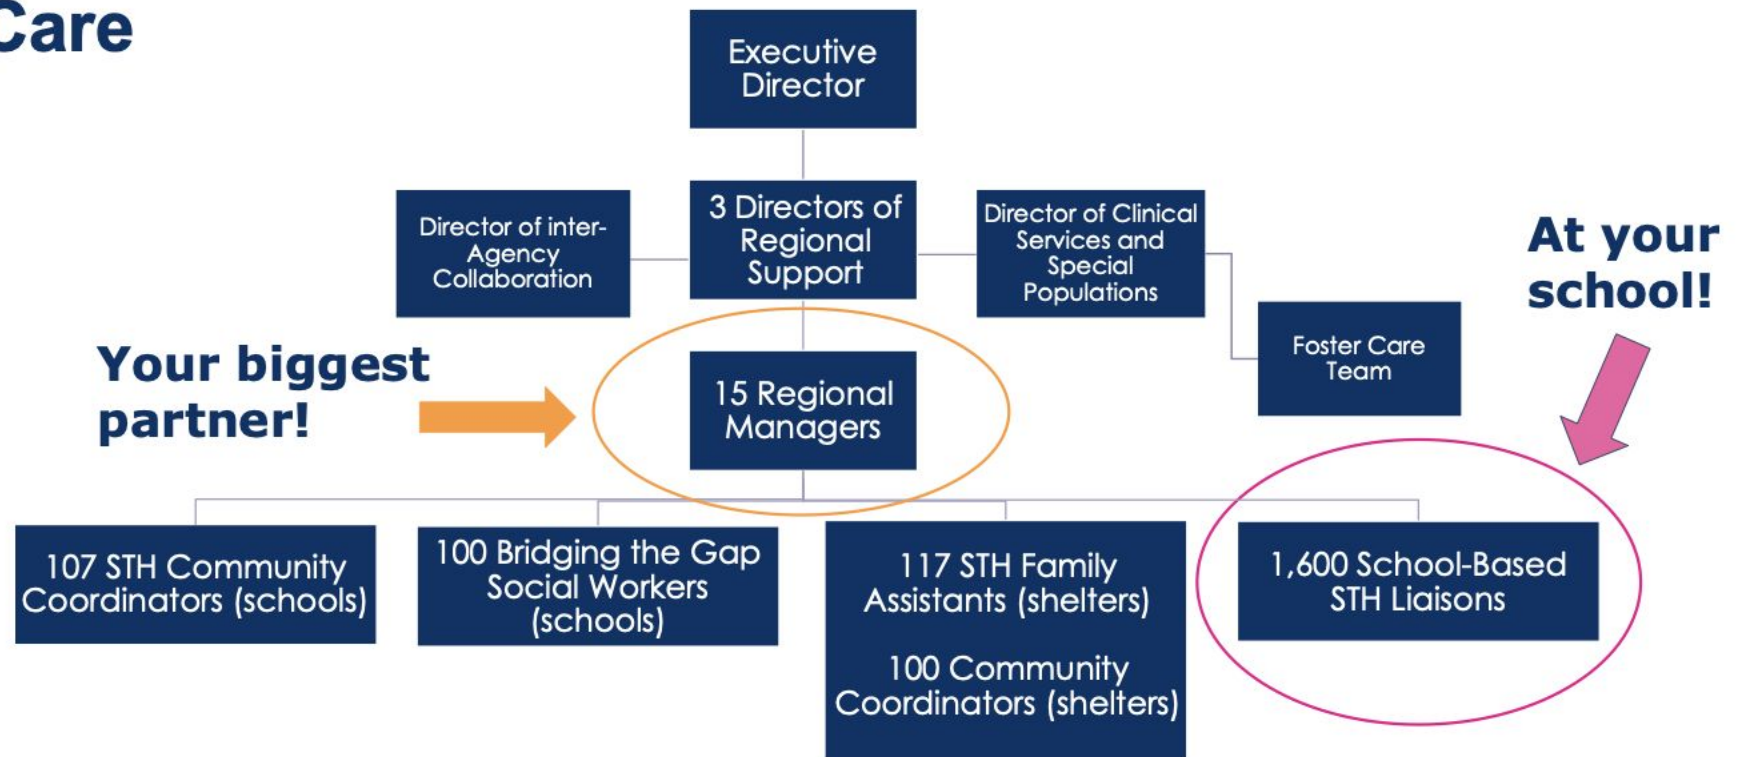 Care
Executive
Director
Director of inter-
Agency
Collaboration
3 Directors of
Regional
Support
Director of Clinical
Services and
Special
Populations
At your
school!
Foster Care
Team
Your biggest
partner!
15 Regional
Managers
107 STH Community
Coordinators (schools)
100 Bridging the Gap
Social Workers
(schools)
117 STH Family
Assistants (shelters)
100 Community
Coordinators (shelters)
1,600 School-Based
STH Liaisons